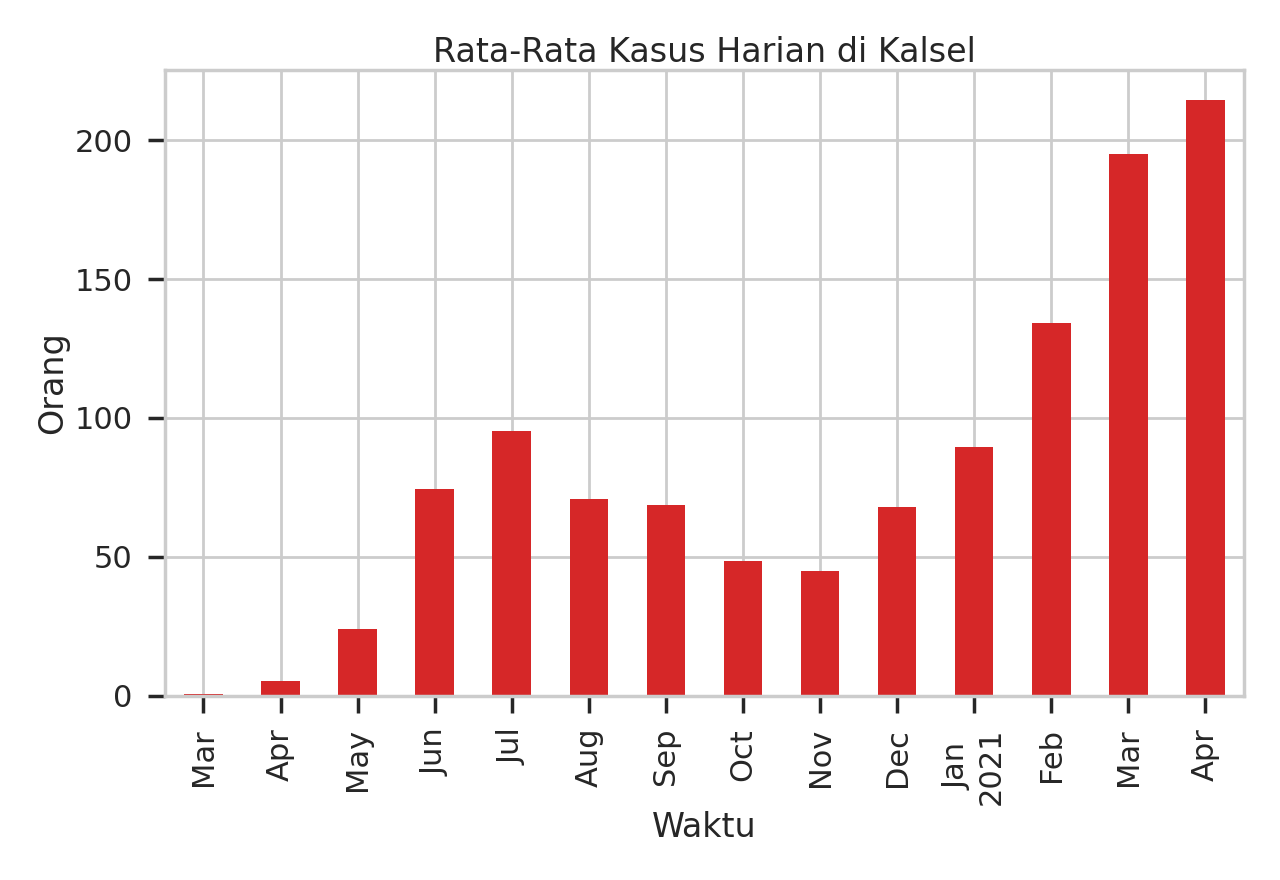 Rata-Rata Kasus Harian di Kalsel
Orang
200
150
100
50
0
Mar
Apr
May
Jun
Jul
Aug
Sep
Oct
Nov
Dec
Jan
2021
Feb
Mar
Apr
Waktu